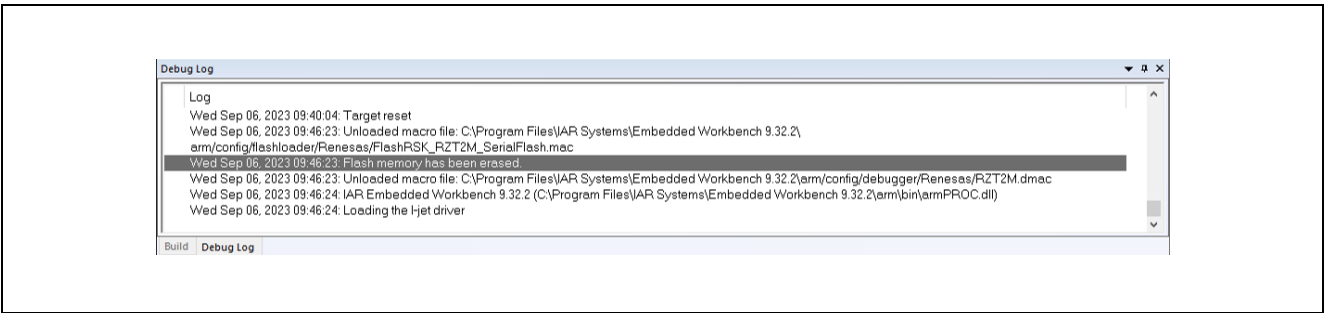 Debug Log
Log
Wed Sep 06, 2023 09:40:04: Target reset
Wed Sep 06, 2023 09:46:23: Unloaded macro file: C:\Program Files\IAR Systems\Embedded Workbench 9.32.2\
arm/config/flashloader/Renesas/FlashRSK_RZT2M_SerialFlash.mac
Wed Sep 06, 2023 09:46:23: Flash memory has been erased.
Wed Sep 06, 2023 09:46:23: Unloaded macro file: C:\Program Files\IAR Systems\Embedded Workbench 9.32.2\arm/config/debugger/Renesas/RZT2M.dmac
Wed Sep 06, 2023 09:46:24: IAR Embedded Workbench 9.32.2 (C:\Program Files\IAR Systems\Embedded Workbench 9.32.2\arm\bin\armPROC.dll)
Wed Sep 06, 2023 09:46:24: Loading the I-jet driver
Build Debug Log